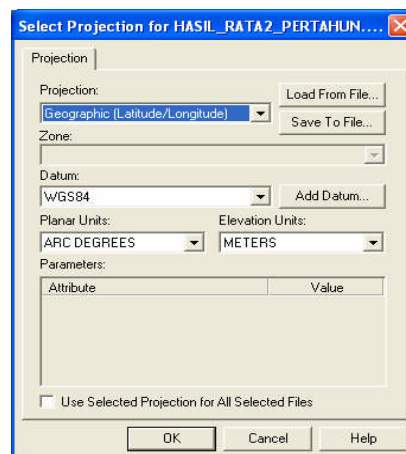 Select Projection for HASIL_RATA2_PERTAHUN....
Projection
Projection:
Geographic (Latitude/Longitude)
Load From File...
Save To File...
Zone:
Datum:
WGS84
Add Datum...
Planar Units:
Elevation Units:
ARC DEGREES
METERS
Parameters:
Attribute
Value
Use Selected Projection for All Selected Files
OK
Cancel
Help